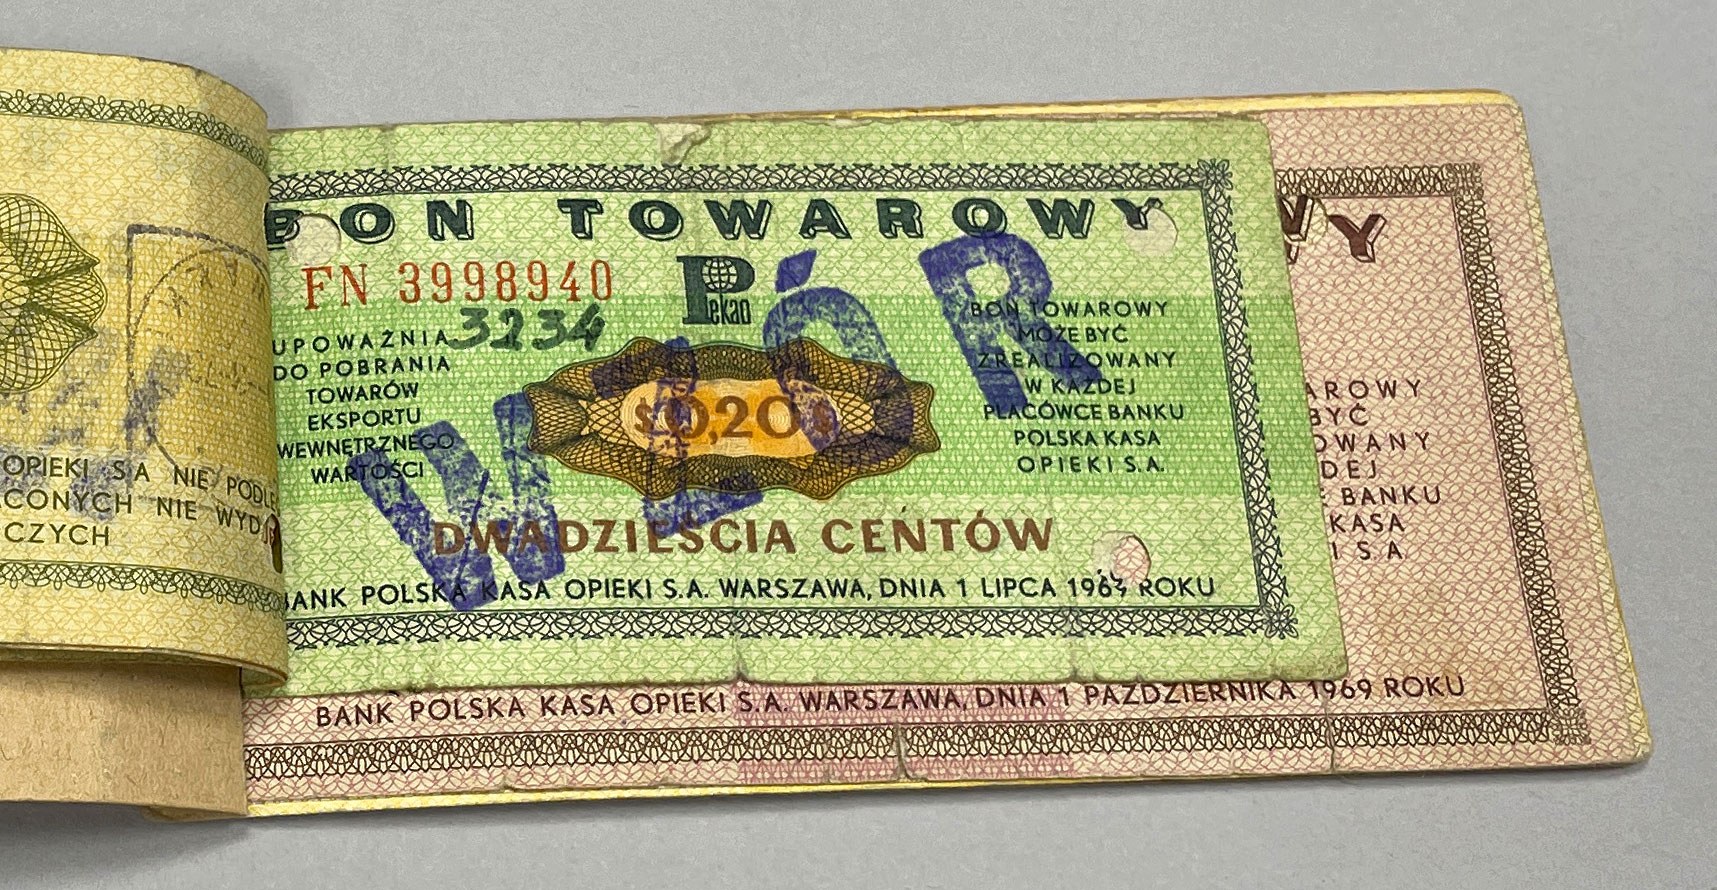 OPIEKI S.A NIE PODLE
CONYCH NIE WYD
CZYCH
BON TOWAROWY
FN 3998940
3234
Pekao
UPOWAŻNIA
DO POBRANIA
TOWARÓW
EKSPORTU
WEWNĘTRZNEGO
WARTOŚCI
$ 0,20 $
BON TOWAROWY
MOŻE BYĆ
ZREALIZOWANY
W KAŻDEJ
PLACÓWCE BANKU
POLSKA KASA
OPIEKI S.A.
WZÓR
DWADZIEŚCIA CENTÓW
BANK POLSKA KASA OPIEKI S.A. WARSZAWA, DNIA 1 LIPCA 1969 ROKU
WY
AROWY
BYĆ
OWANY
DEJ
E BANKU
KASA
I S.A
BANK POLSKA KASA OPIEKI S.A. WARSZAWA, DNIA 1 PAŹDZIERNIKA 1969 ROKU